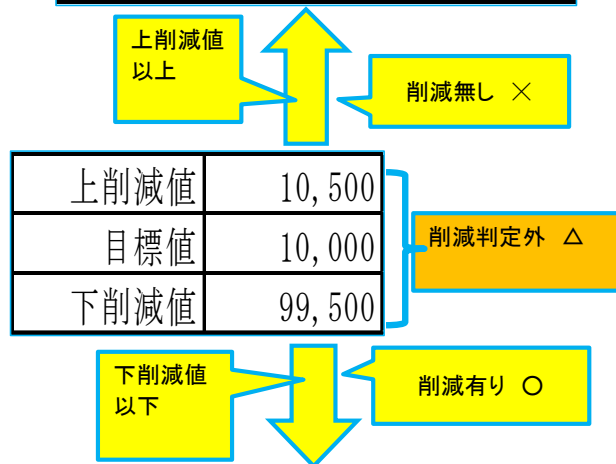 上削減値
以上
削減無し ×
上削減値 10,500
目標値 10,000
下削減値 99,500
削減判定外 △
下削減値
以下
削減有り ○